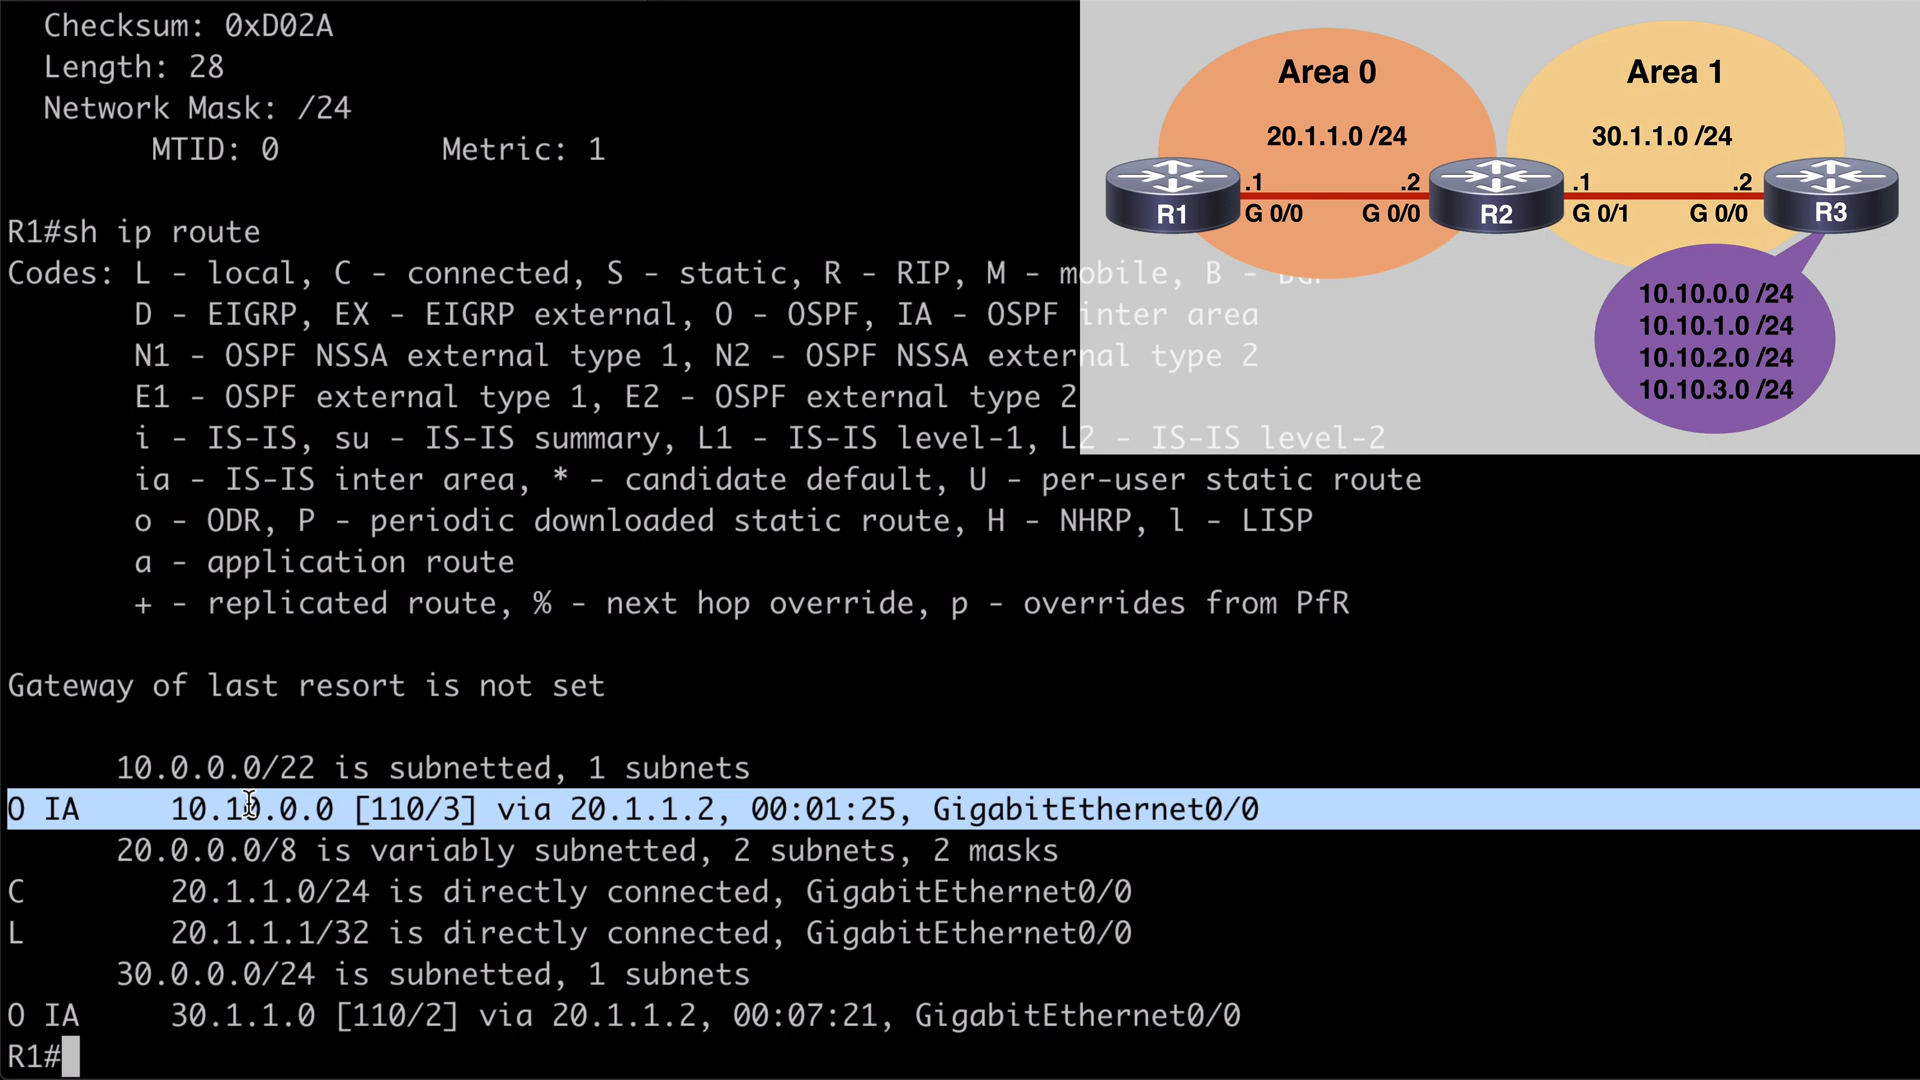 Checksum: 0xD02A
Length: 28
Network Mask: /24
MTID: 0 Metric: 1
R1#sh ip route
Codes: L - local, C - connected, S - static, R - RIP, M - mobile, B - BGP
D - EIGRP, EX - EIGRP external, O - OSPF, IA - OSPF inter area
N1 - OSPF NSSA external type 1, N2 - OSPF NSSA external type 2
E1 - OSPF external type 1, E2 - OSPF external type 2
i - IS-IS, su - IS-IS summary, L1 - IS-IS level-1, L2 - IS-IS level-2
ia - IS-IS inter area, * - candidate default, U - per-user static route
o - ODR, P - periodic downloaded static route, H - NHRP, l - LISP
a - application route
+ - replicated route, % - next hop override, p - overrides from PfR
Gateway of last resort is not set
10.0.0.0/22 is subnetted, 1 subnets
O IA 10.10.0.0 [110/3] via 20.1.1.2, 00:01:25, GigabitEthernet0/0
20.0.0.0/8 is variably subnetted, 2 subnets, 2 masks
C 20.1.1.0/24 is directly connected, GigabitEthernet0/0
L 20.1.1.1/32 is directly connected, GigabitEthernet0/0
30.0.0.0/24 is subnetted, 1 subnets
O IA 30.1.1.0 [110/2] via 20.1.1.2, 00:07:21, GigabitEthernet0/0
R1#
Area 0
Area 1
20.1.1.0 /24
30.1.1.0 /24
.1 .2 .1 .2
R1 G 0/0 G 0/0 R2 G 0/1 G 0/0 R3
10.10.0.0 /24
10.10.1.0 /24
10.10.2.0 /24
10.10.3.0 /24